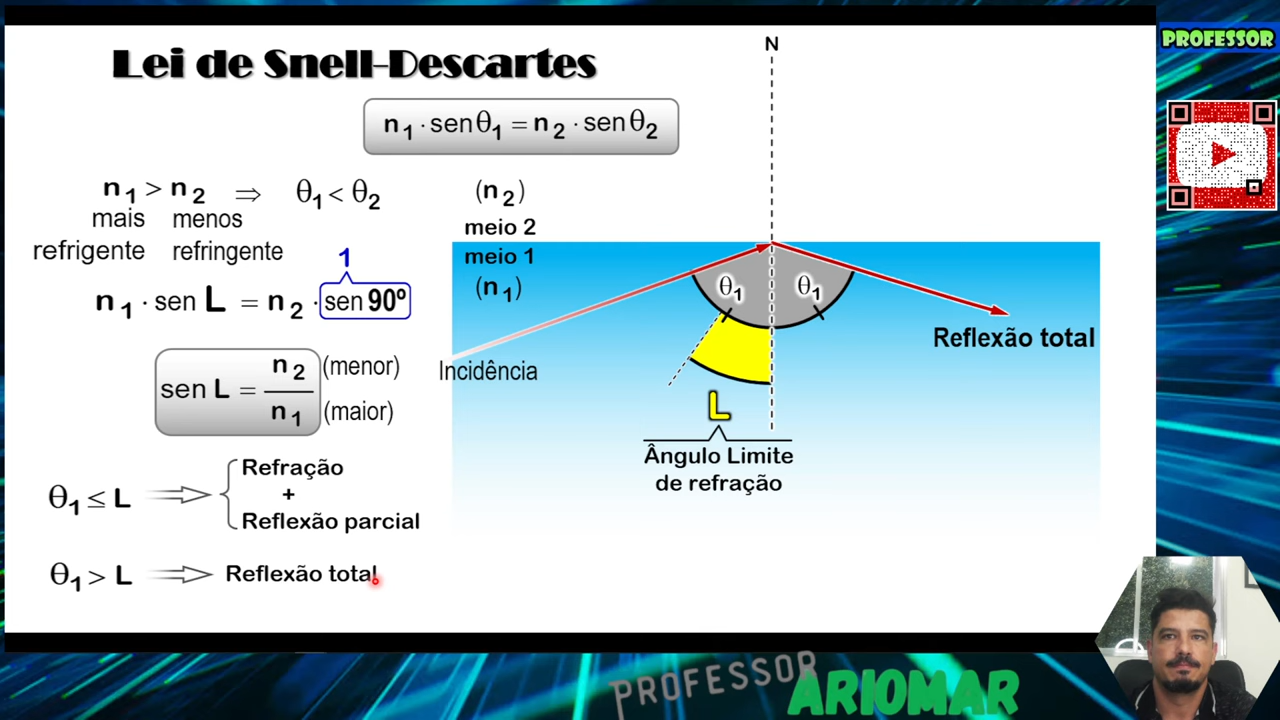 PROFESSOR
Lei de Snell-Descartes
N
n1 · senθ1 = n2 · senθ2
n1 > n2 ⇒ θ1 < θ2
mais menos
refrigente refringente
(n2)
meio 2
meio 1
(n1)
1
n1 · sen L = n2 · sen 90º
θ1 θ1
Reflexão total
Incidência
sen L = n2 (menor)
n1 (maior)
L
Ângulo Limite
de refração
θ1 ≤ L
Refração
+
Reflexão parcial
θ1 > L Reflexão total
PROFESSOR
ARIOMAR